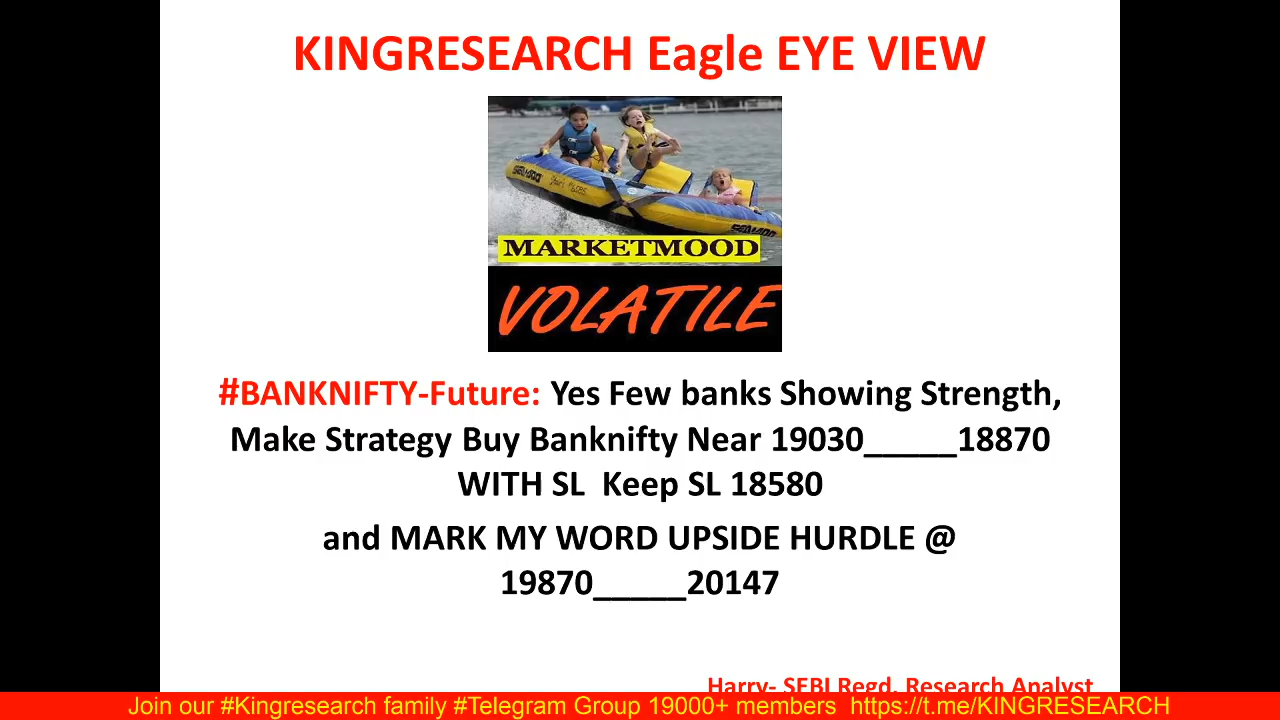 KINGRESEARCH Eagle EYE VIEW
SEVYLOR
MARKETMOOD
VOLATILE
#BANKNIFTY-Future: Yes Few banks Showing Strength,
Make Strategy Buy Banknifty Near 19030_____18870
WITH SL  Keep SL 18580
and MARK MY WORD UPSIDE HURDLE @
19870_____20147
Harry- SEBI Regd. Research Analyst
Join our #Kingresearch family #Telegram Group 19000+ members  https://t.me/KINGRESEARCH